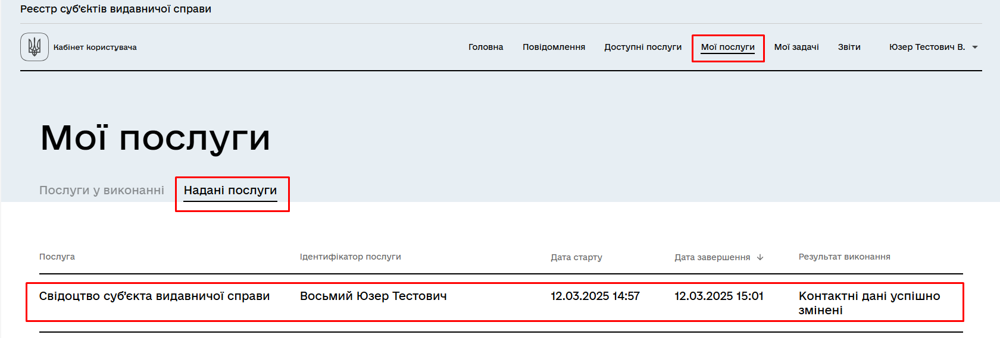 Реєстр суб’єктів видавничої справи
Кабінет користувача
Головна
Повідомлення
Доступні послуги
Мої послуги
Мої задачі
Звіти
Юзер Тестович В.
Мої послуги
Послуги у виконанні
Надані послуги
Послуга
Ідентифікатор послуги
Дата старту
Дата завершення
Результат виконання
Свідоцтво суб’єкта видавничої справи
Восьмий Юзер Тестович
12.03.2025 14:57
12.03.2025 15:01
Контактні дані успішно
змінені